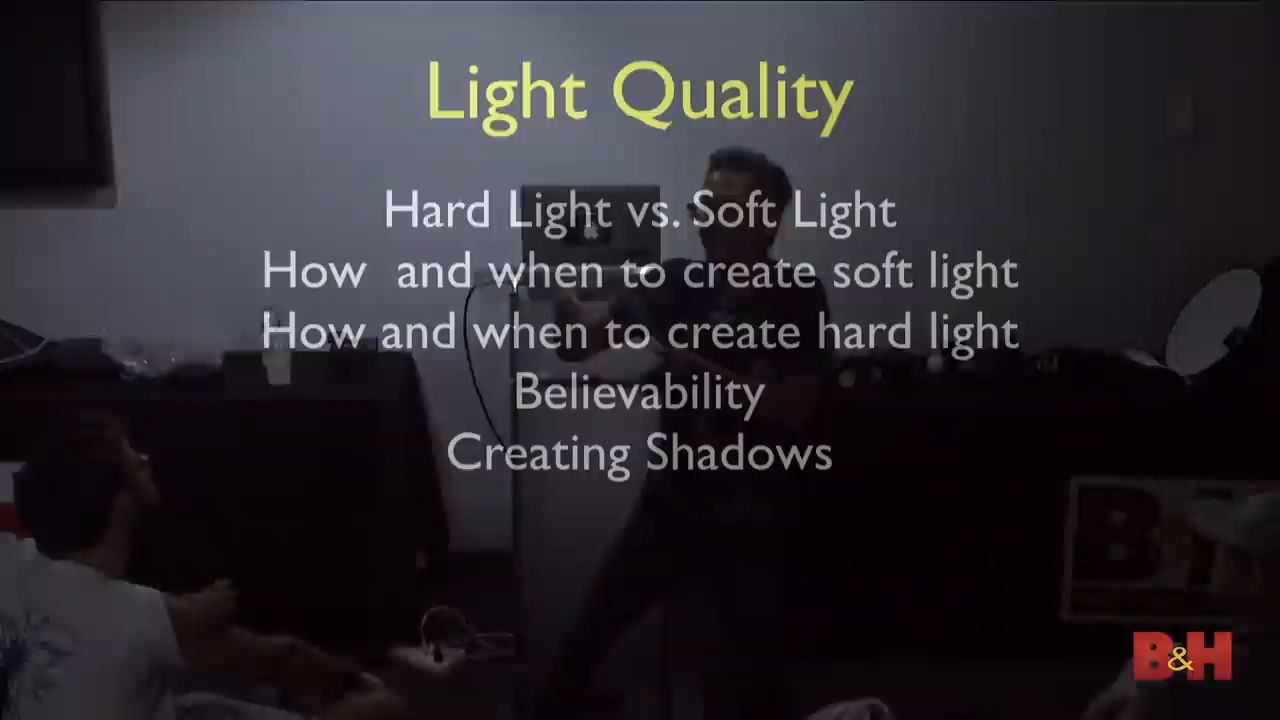 Light Quality
Hard Light vs. Soft Light
How and when to create soft light
How and when to create hard light
Believability
Creating Shadows
B&H